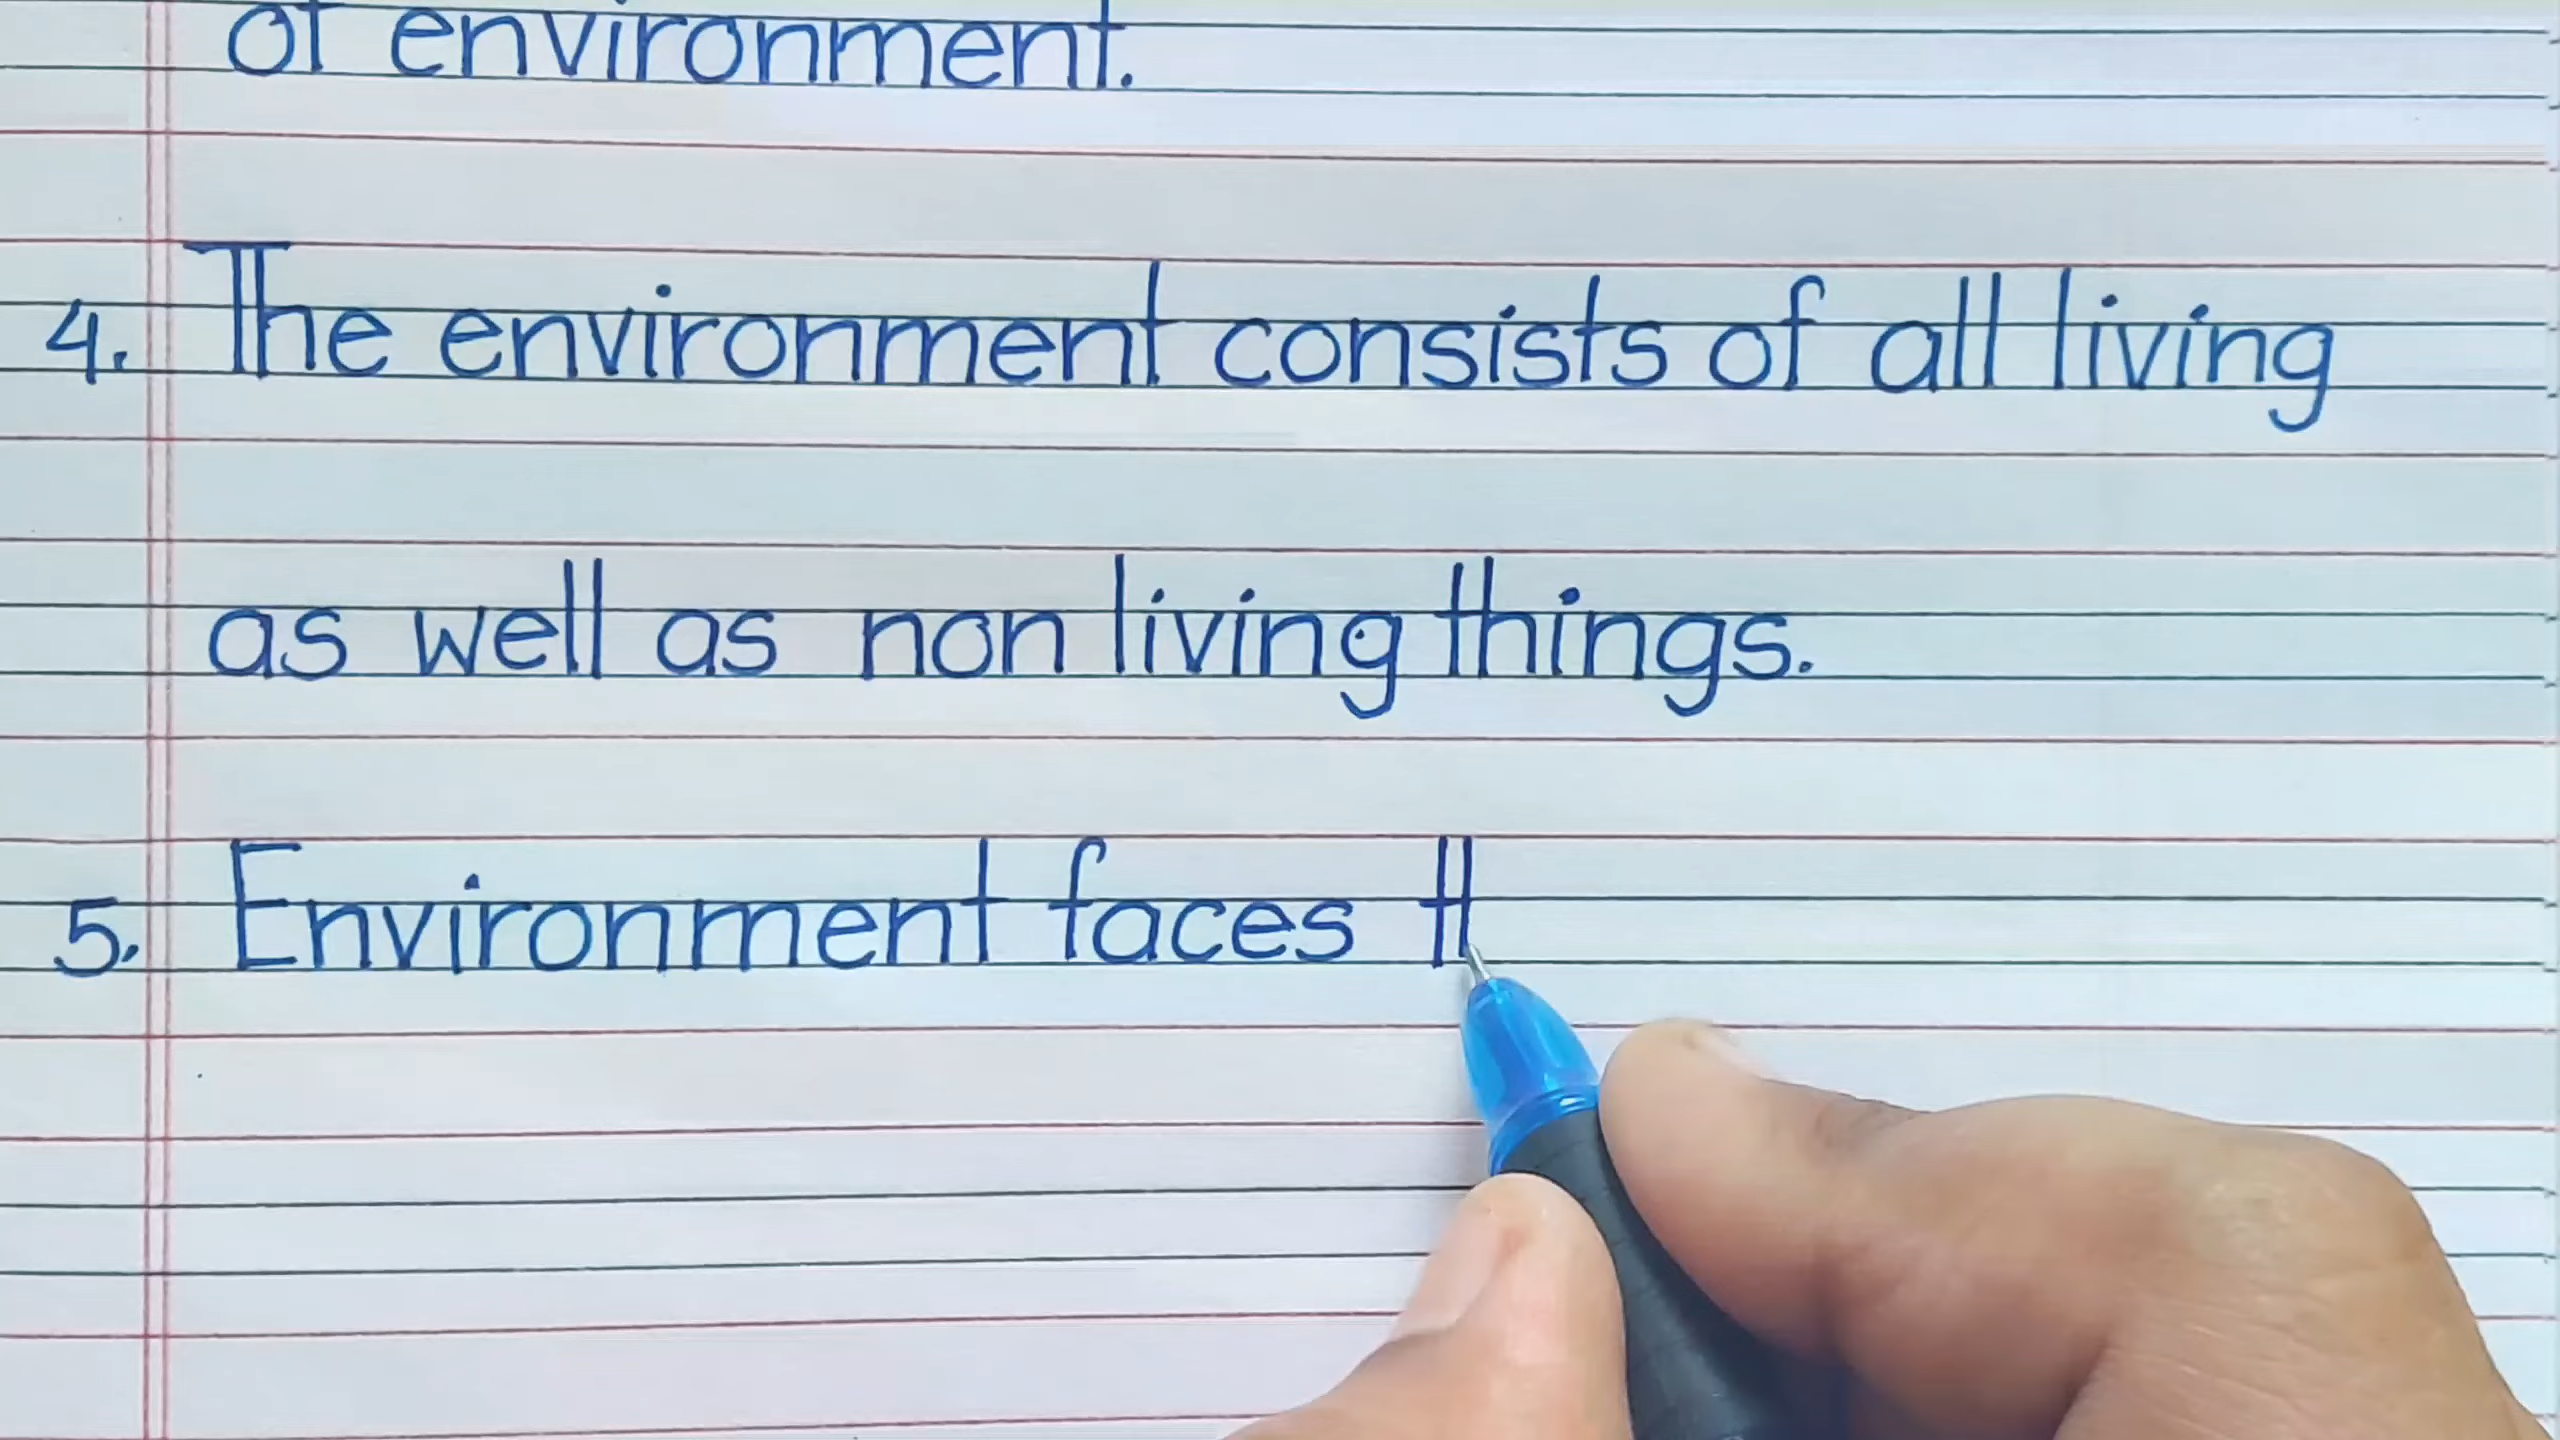 of environment.
4. The environment consists of all living
as well as non living things.
5. Environment faces